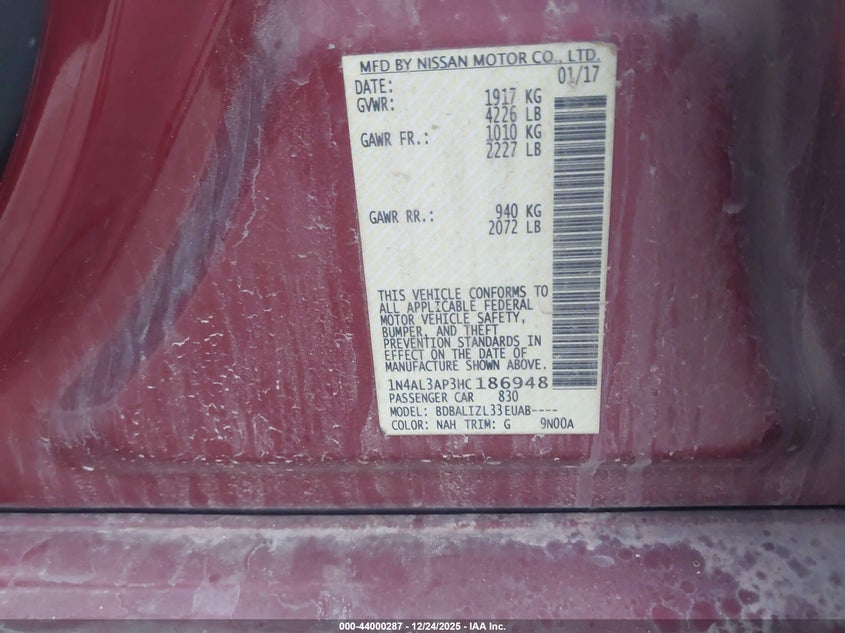 MFD BY NISSAN MOTOR CO., LTD.
DATE: 01/17
GVWR: 1917 KG
4226 LB
GAWR FR.: 1010 KG
2227 LB
GAWR RR.: 940 KG
2072 LB
THIS VEHICLE CONFORMS TO
ALL APPLICABLE FEDERAL
MOTOR VEHICLE SAFETY,
BUMPER, AND THEFT
PREVENTION STANDARDS IN
EFFECT ON THE DATE OF
MANUFACTURE SHOWN ABOVE.
1N4AL3AP3HC186948
PASSENGER CAR 830
MODEL: BDBALIZL33EUAB----
COLOR: NAH TRIM: G 9N00A
000-44000287 - 12/24/2025 - IAA Inc.